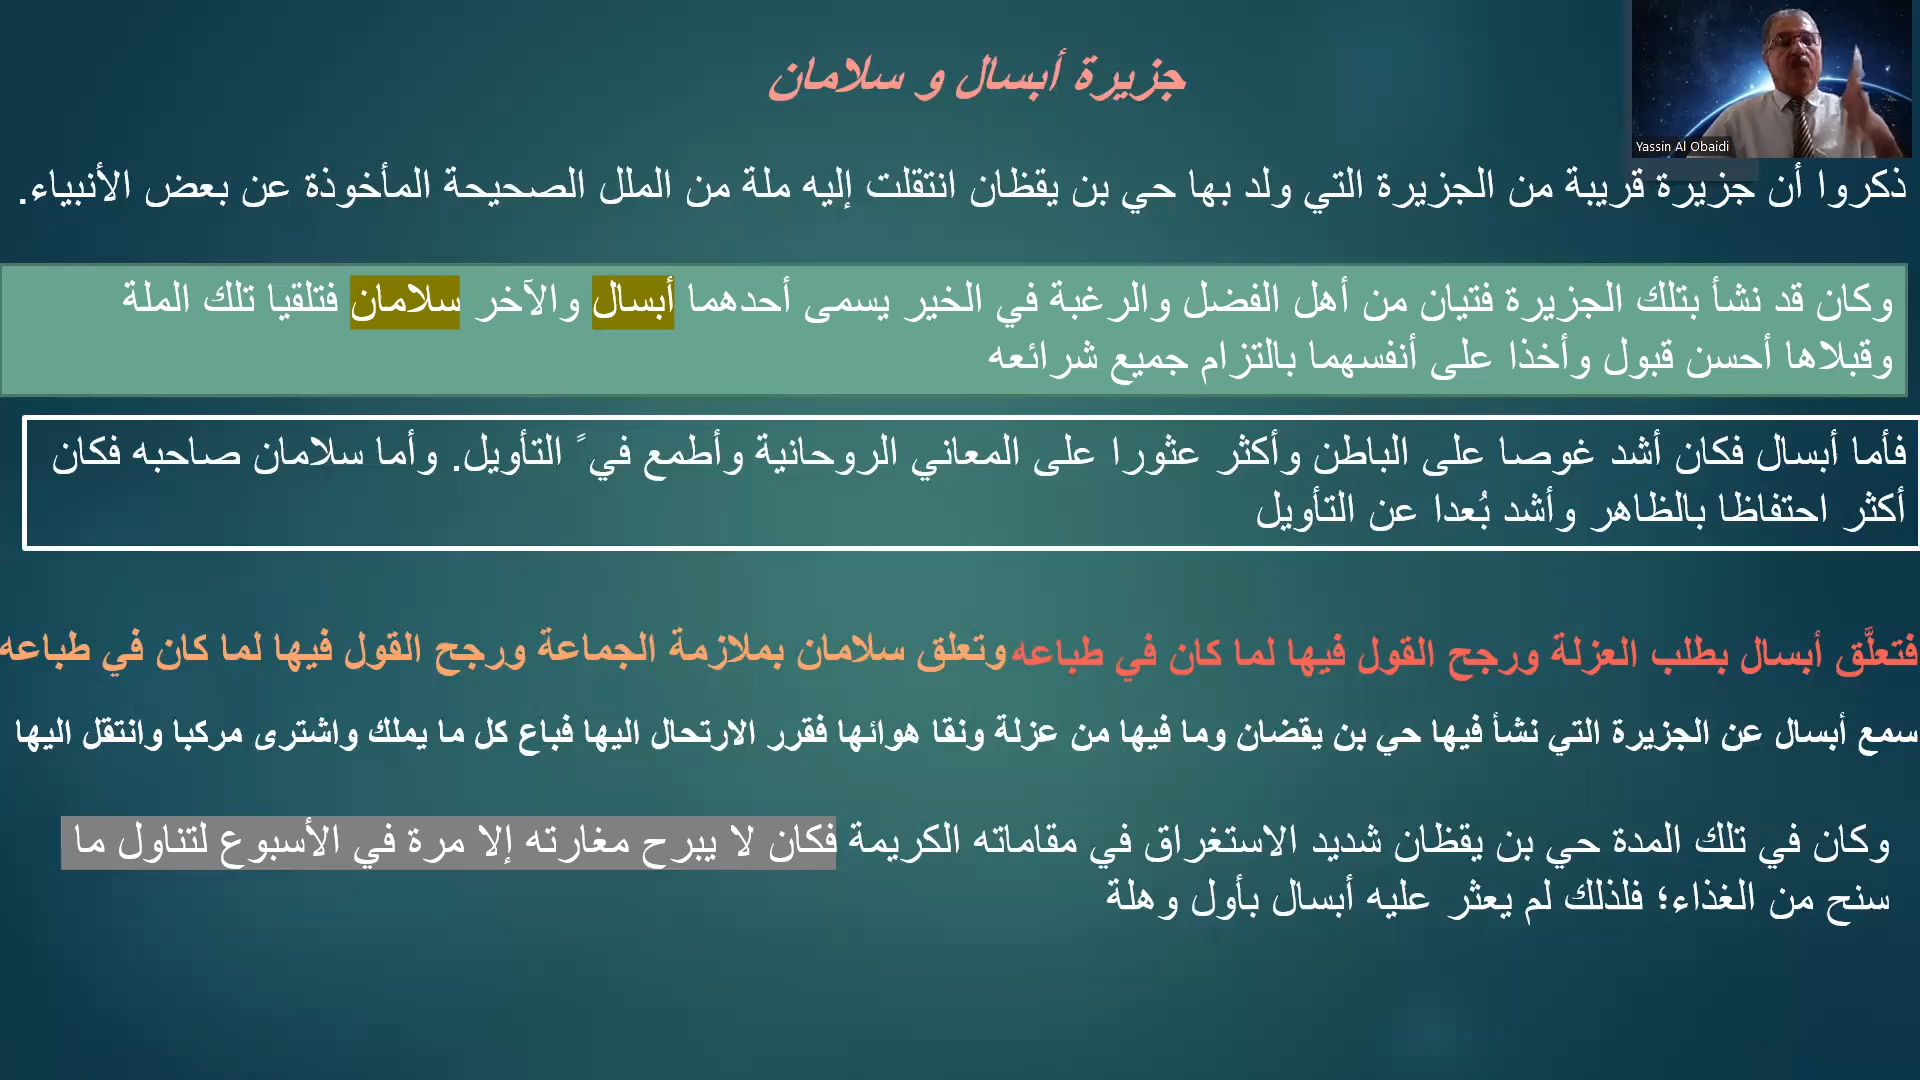 جزيرة أبسال و سلامان
Yassin Al Obaidi
ذكروا أن جزيرة قريبة من الجزيرة التي ولد بها حي بن يقظان انتقلت إليه ملة من الملل الصحيحة المأخوذة عن بعض الأنبياء.
وكان قد نشأ بتلك الجزيرة فتيان من أهل الفضل والرغبة في الخير يسمى أحدهما أبسال والآخر سلامان فتلقيا تلك الملة
وقبلاها أحسن قبول وأخذا على أنفسهما بالتزام جميع شرائعه
فأما أبسال فكان أشد غوصا على الباطن وأكثر عثورا على المعاني الروحانية وأطمع في ً التأويل. وأما سلامان صاحبه فكان
أكثر احتفاظا بالظاهر وأشد بُعدا عن التأويل
فتعلَّق أبسال بطلب العزلة ورجح القول فيها لما كان في طباعه وتعلق سلامان بملازمة الجماعة ورجح القول فيها لما كان في طباعه
سمع أبسال عن الجزيرة التي نشأ فيها حي بن يقضان وما فيها من عزلة ونقا هوائها فقرر الارتحال اليها فباع كل ما يملك واشترى مركبا وانتقل اليها
وكان في تلك المدة حي بن يقظان شديد الاستغراق في مقاماته الكريمة فكان لا يبرح مغارته إلا مرة في الأسبوع لتناول ما
سنح من الغذاء؛ فلذلك لم يعثر عليه أبسال بأول وهلة